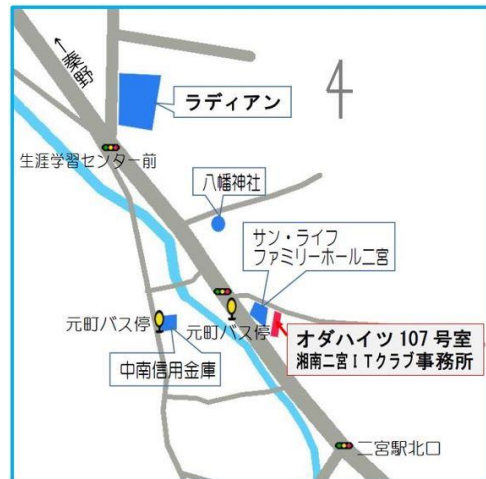 ←秦野
ラディアン
生涯学習センター前
八幡神社
サン・ライフ
ファミリーホール二宮
元町バス停
元町バス停
中南信用金庫
オダハイツ 107 号室
湘南二宮ITクラブ事務所
二宮駅北口